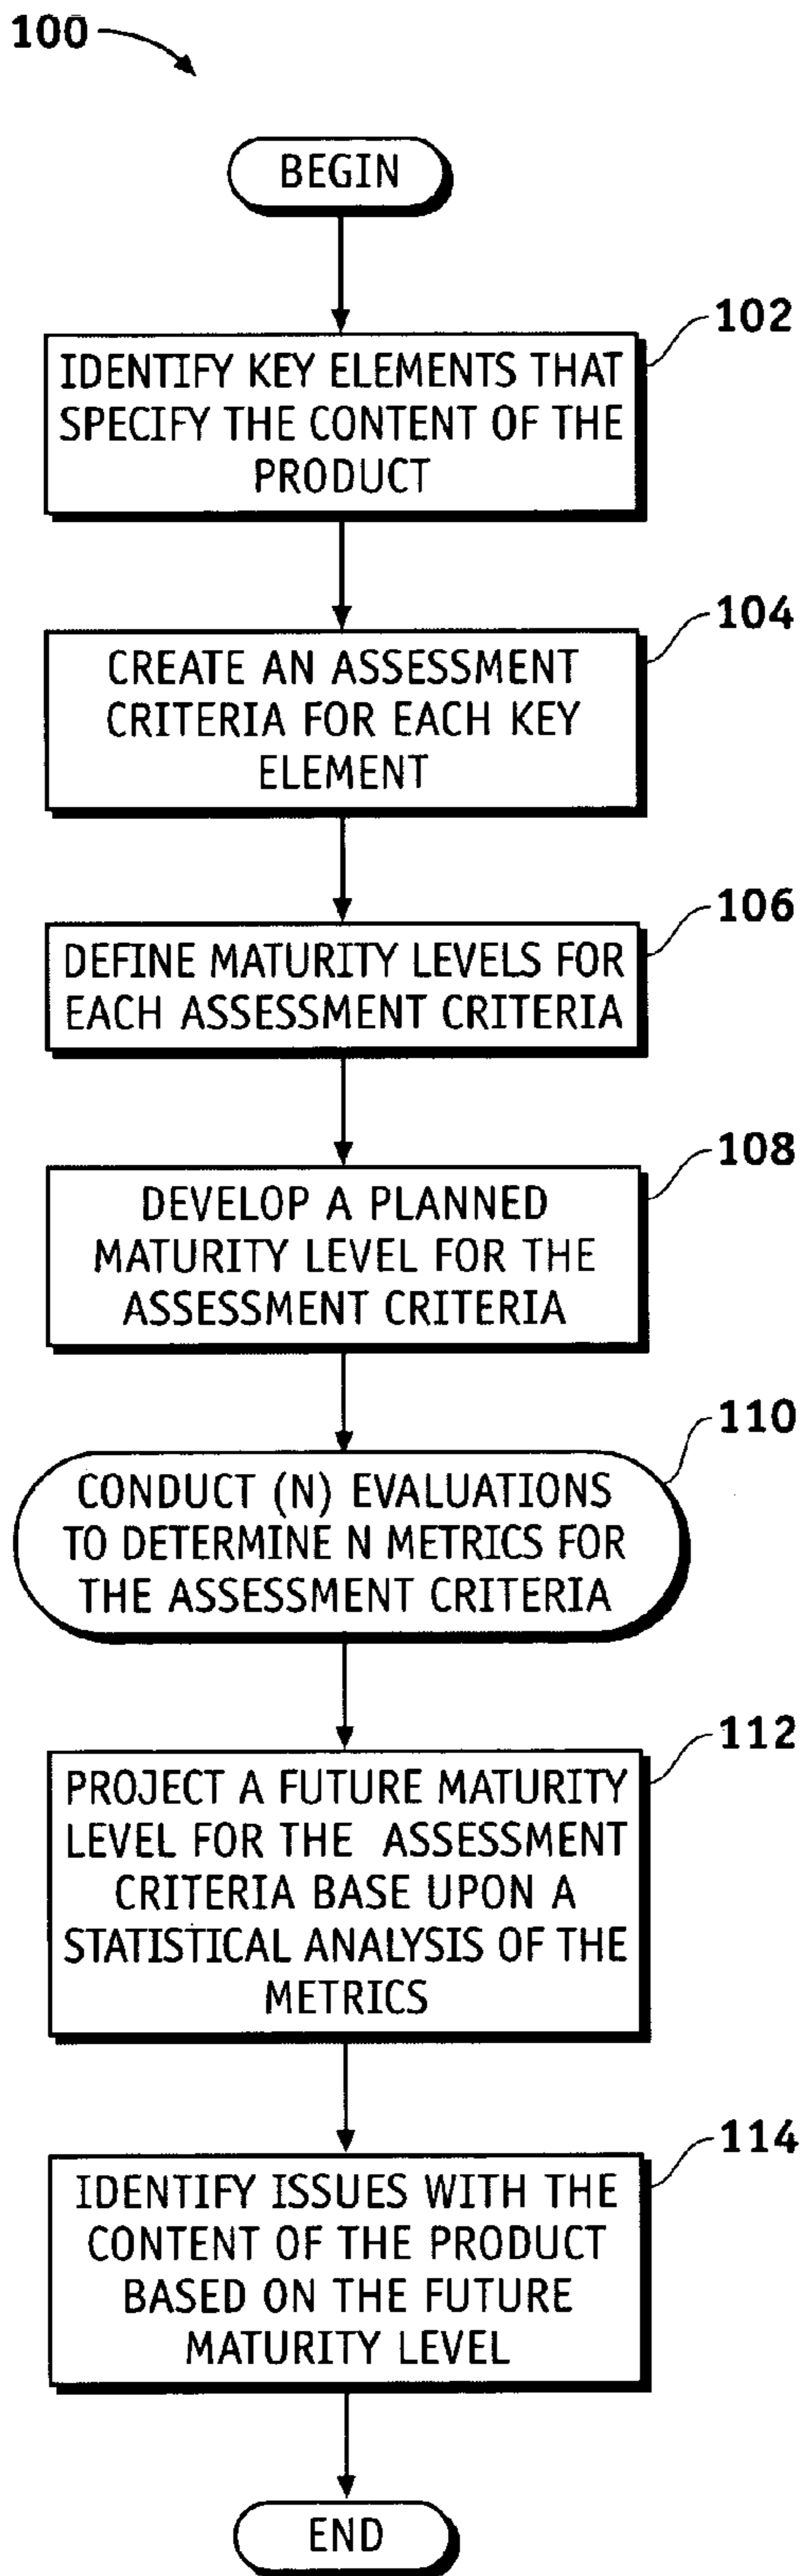 100
BEGIN
102
IDENTIFY KEY ELEMENTS THAT
SPECIFY THE CONTENT OF THE
PRODUCT
104
CREATE AN ASSESSMENT
CRITERIA FOR EACH KEY
ELEMENT
106
DEFINE MATURITY LEVELS FOR
EACH ASSESSMENT CRITERIA
108
DEVELOP A PLANNED
MATURITY LEVEL FOR THE
ASSESSMENT CRITERIA
110
CONDUCT (N) EVALUATIONS
TO DETERMINE N METRICS FOR
THE ASSESSMENT CRITERIA
112
PROJECT A FUTURE MATURITY
LEVEL FOR THE ASSESSMENT
CRITERIA BASE UPON A
STATISTICAL ANALYSIS OF THE
METRICS
114
IDENTIFY ISSUES WITH THE
CONTENT OF THE PRODUCT
BASED ON THE FUTURE
MATURITY LEVEL
END